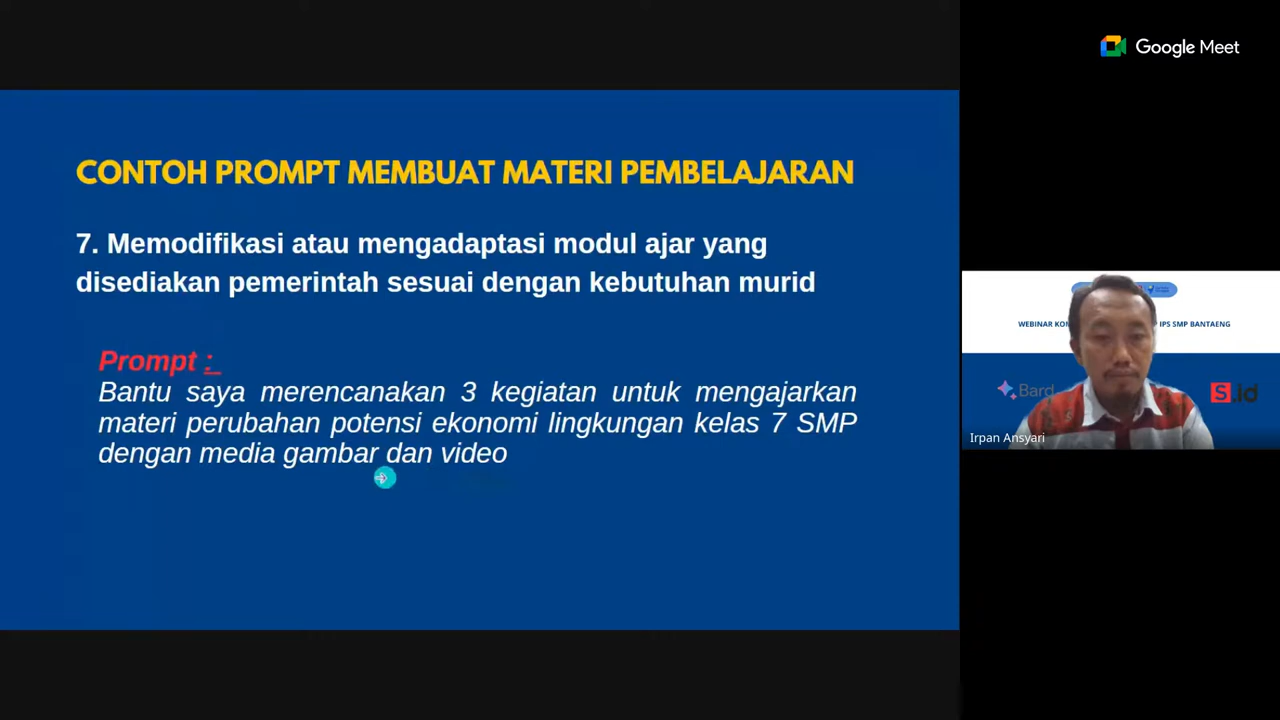 Google Meet
CONTOH PROMPT MEMBUAT MATERI PEMBELAJARAN
7. Memodifikasi atau mengadaptasi modul ajar yang
disediakan pemerintah sesuai dengan kebutuhan murid
Prompt :
Bantu saya merencanakan 3 kegiatan untuk mengajarkan
materi perubahan potensi ekonomi lingkungan kelas 7 SMP
dengan media gambar dan video
WEBINAR IPS SMP BANTAENG
Bard
S.id
Irpan Ansyari